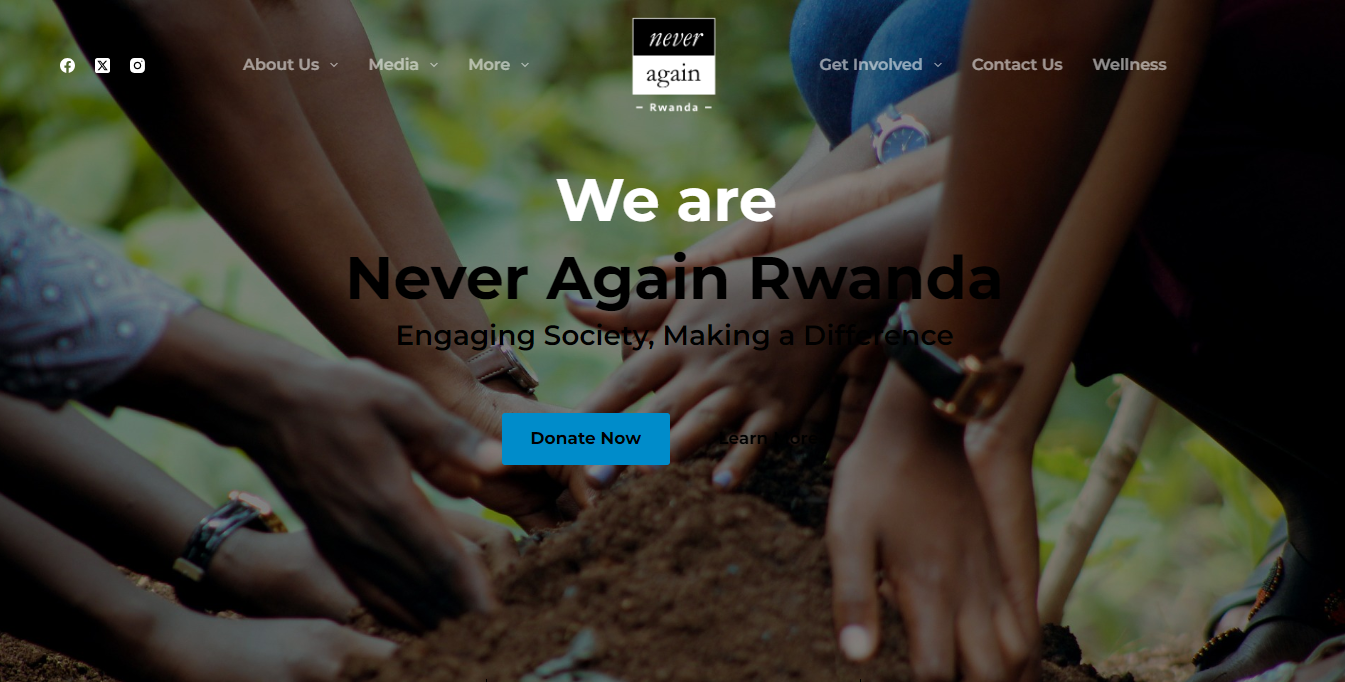 About Us
Media
More
never
again
– Rwanda –
Get Involved
Contact Us
Wellness
We are
Never Again Rwanda
Engaging Society, Making a Difference
Donate Now
Learn More